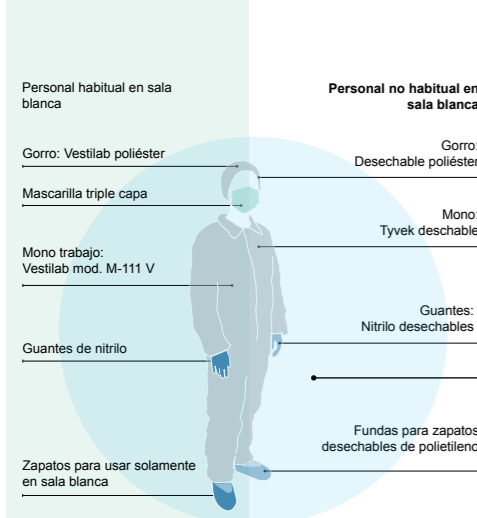 Personal habitual en sala
blanca
Gorro: Vestilab poliéster
Mascarilla triple capa
Mono trabajo:
Vestilab mod. M-111 V
Guantes de nitrilo
Zapatos para usar solamente
en sala blanca
Personal no habitual en
sala blanca
Gorro:
Desechable poliéster
Mono:
Tyvek deschable
Guantes:
Nitrilo desechables
Fundas para zapatos
desechables de polietileno